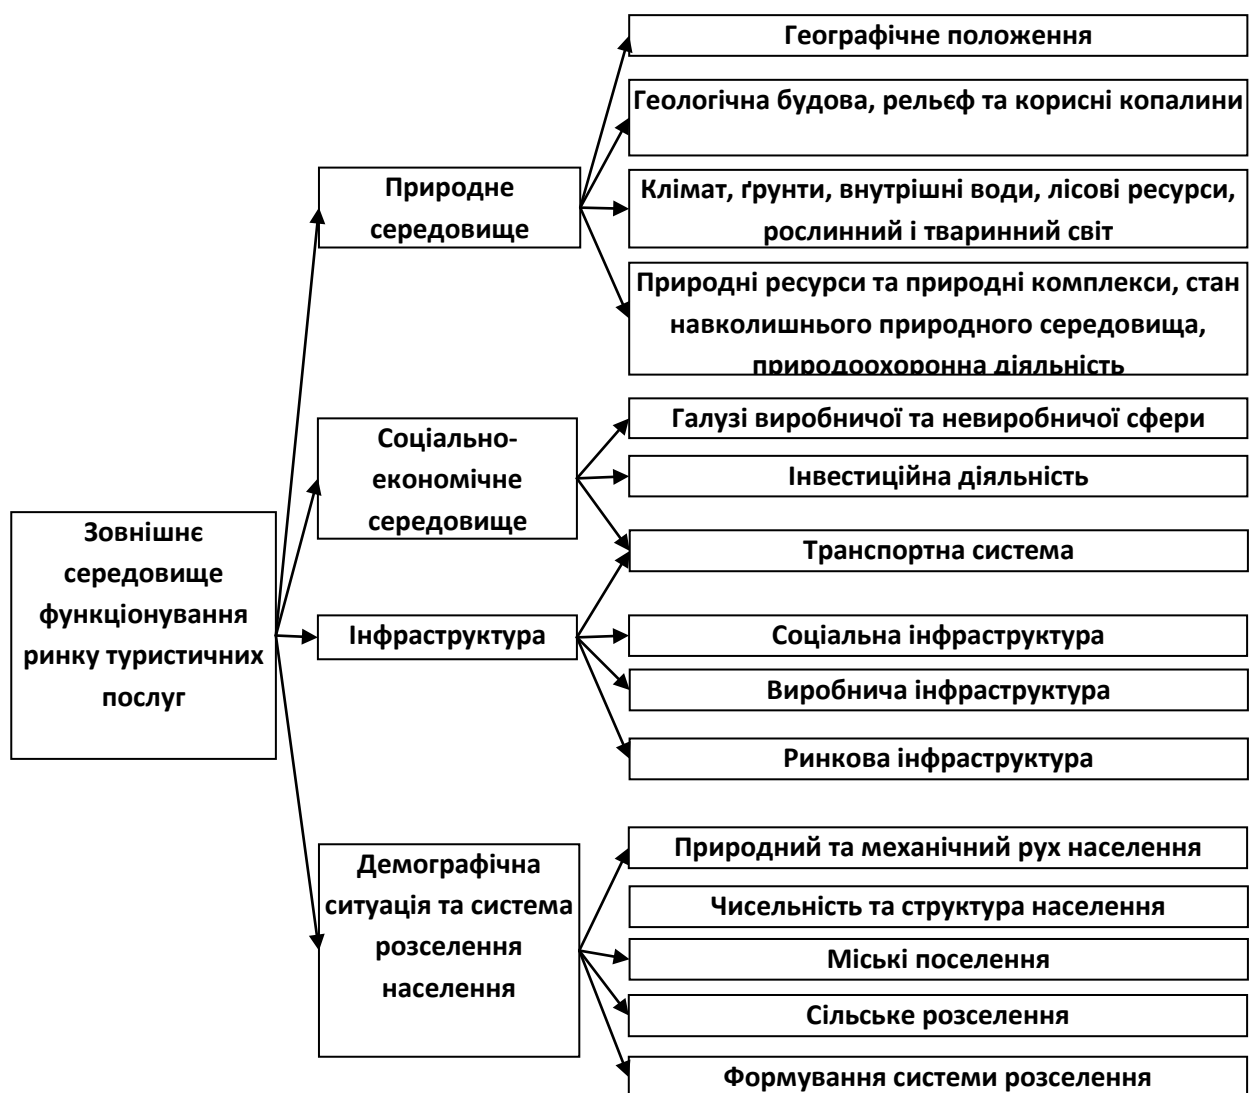 Географічне положення
Геологічна будова, рельєф та корисні копалини
Природне
середовище
Клімат, ґрунти, внутрішні води, лісові ресурси,
рослинний і тваринний світ
Природні ресурси та природні комплекси, стан
навколишнього природного середовища,
природоохоронна діяльність
Соціально-
економічне
середовище
Галузі виробничої та невиробничої сфери
Інвестиційна діяльність
Транспортна система
Зовнішнє
середовище
функціонування
ринку туристичних
послуг
Інфраструктура
Соціальна інфраструктура
Виробнича інфраструктура
Ринкова інфраструктура
Демографічна
ситуація та система
розселення
населення
Природний та механічний рух населення
Чисельність та структура населення
Міські поселення
Сільське розселення
Формування системи розселення